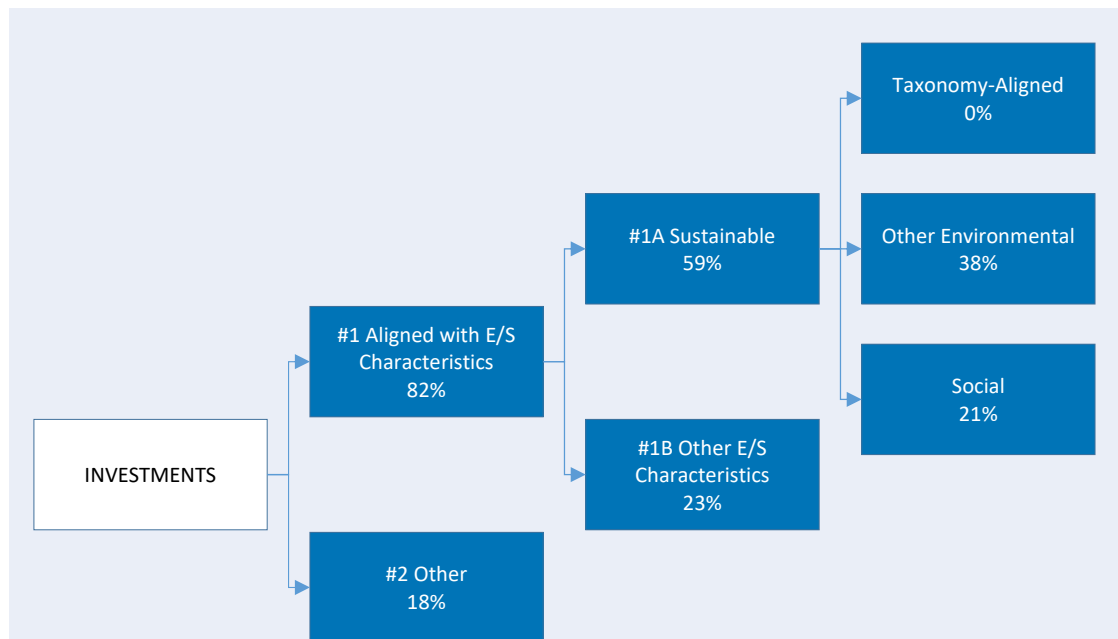 Taxonomy-Aligned
0%
#1A Sustainable
59%
Other Environmental
38%
#1 Aligned with E/S
Characteristics
82%
Social
21%
INVESTMENTS
#1B Other E/S
Characteristics
23%
#2 Other
18%